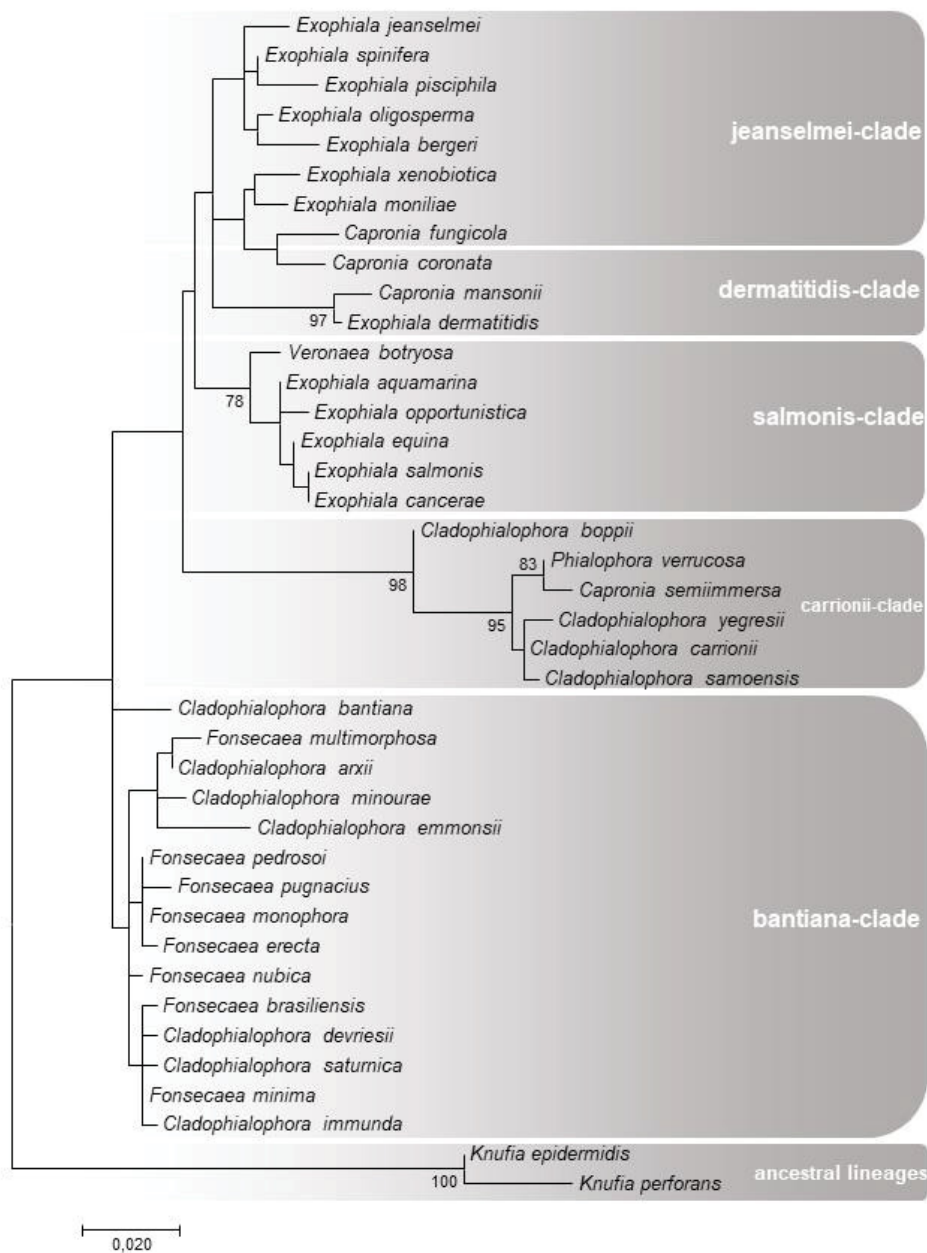 Exophiala jeanselmei
Exophiala spinifera
Exophiala pisciphila
Exophiala oligosperma
jeanselmei-clade
Exophiala bergeri
Exophiala xenobiotica
Exophiala moniliae
Capronia fungicola
Capronia coronata
dermatitidis-clade
Capronia mansonii
97
Exophiala dermatitidis
Veronaea botryosa
78
Exophiala aquamarina
Exophiala opportunistica
salmonis-clade
Exophiala equina
Exophiala salmonis
Exophiala cancerae
Cladophialophora boppii
98
83
Phialophora verrucosa
Capronia semiimmersa
carrionii-clade
95
Cladophialophora yegresii
Cladophialophora carrionii
Cladophialophora samoensis
Cladophialophora bantiana
Fonsecaea multimorphosa
Cladophialophora arxii
Cladophialophora minourae
Cladophialophora emmonsii
Fonsecaea pedrosoi
Fonsecaea pugnacius
Fonsecaea monophora
bantiana-clade
Fonsecaea erecta
Fonsecaea nubica
Fonsecaea brasiliensis
Cladophialophora devriesii
Cladophialophora saturnica
Fonsecaea minima
Cladophialophora immunda
Knufia epidermidis
100
ancestral lineages
Knufia perforans
0,020